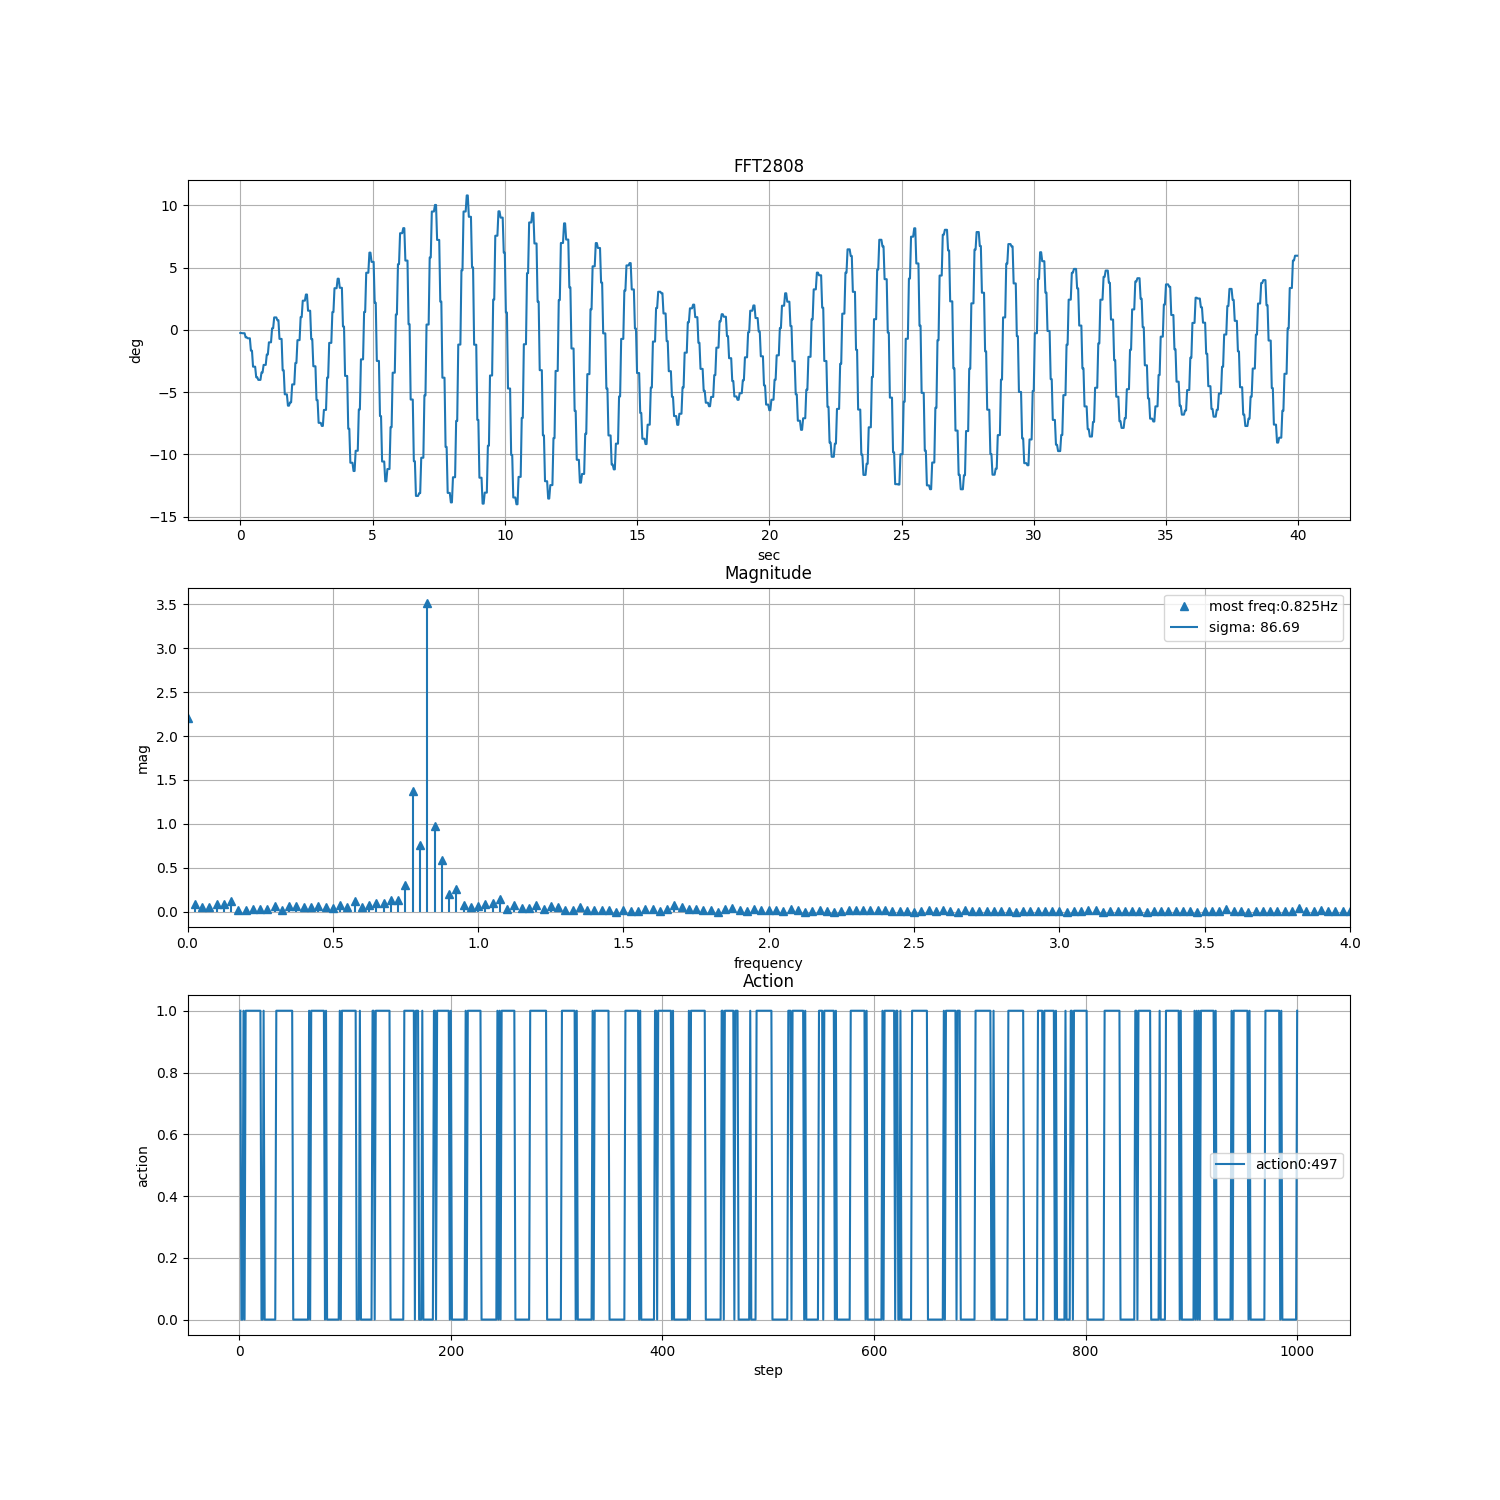 FFT2808
10
5
0
−5
−10
−15
deg
0 5 10 15 20 25 30 35 40
sec
Magnitude
3.5
3.0
2.5
2.0
1.5
1.0
0.5
0.0
mag
most freq:0.825Hz
sigma: 86.69
0.0 0.5 1.0 1.5 2.0 2.5 3.0 3.5 4.0
frequency
Action
1.0
0.8
0.6
0.4
0.2
0.0
action
action0:497
0 200 400 600 800 1000
step